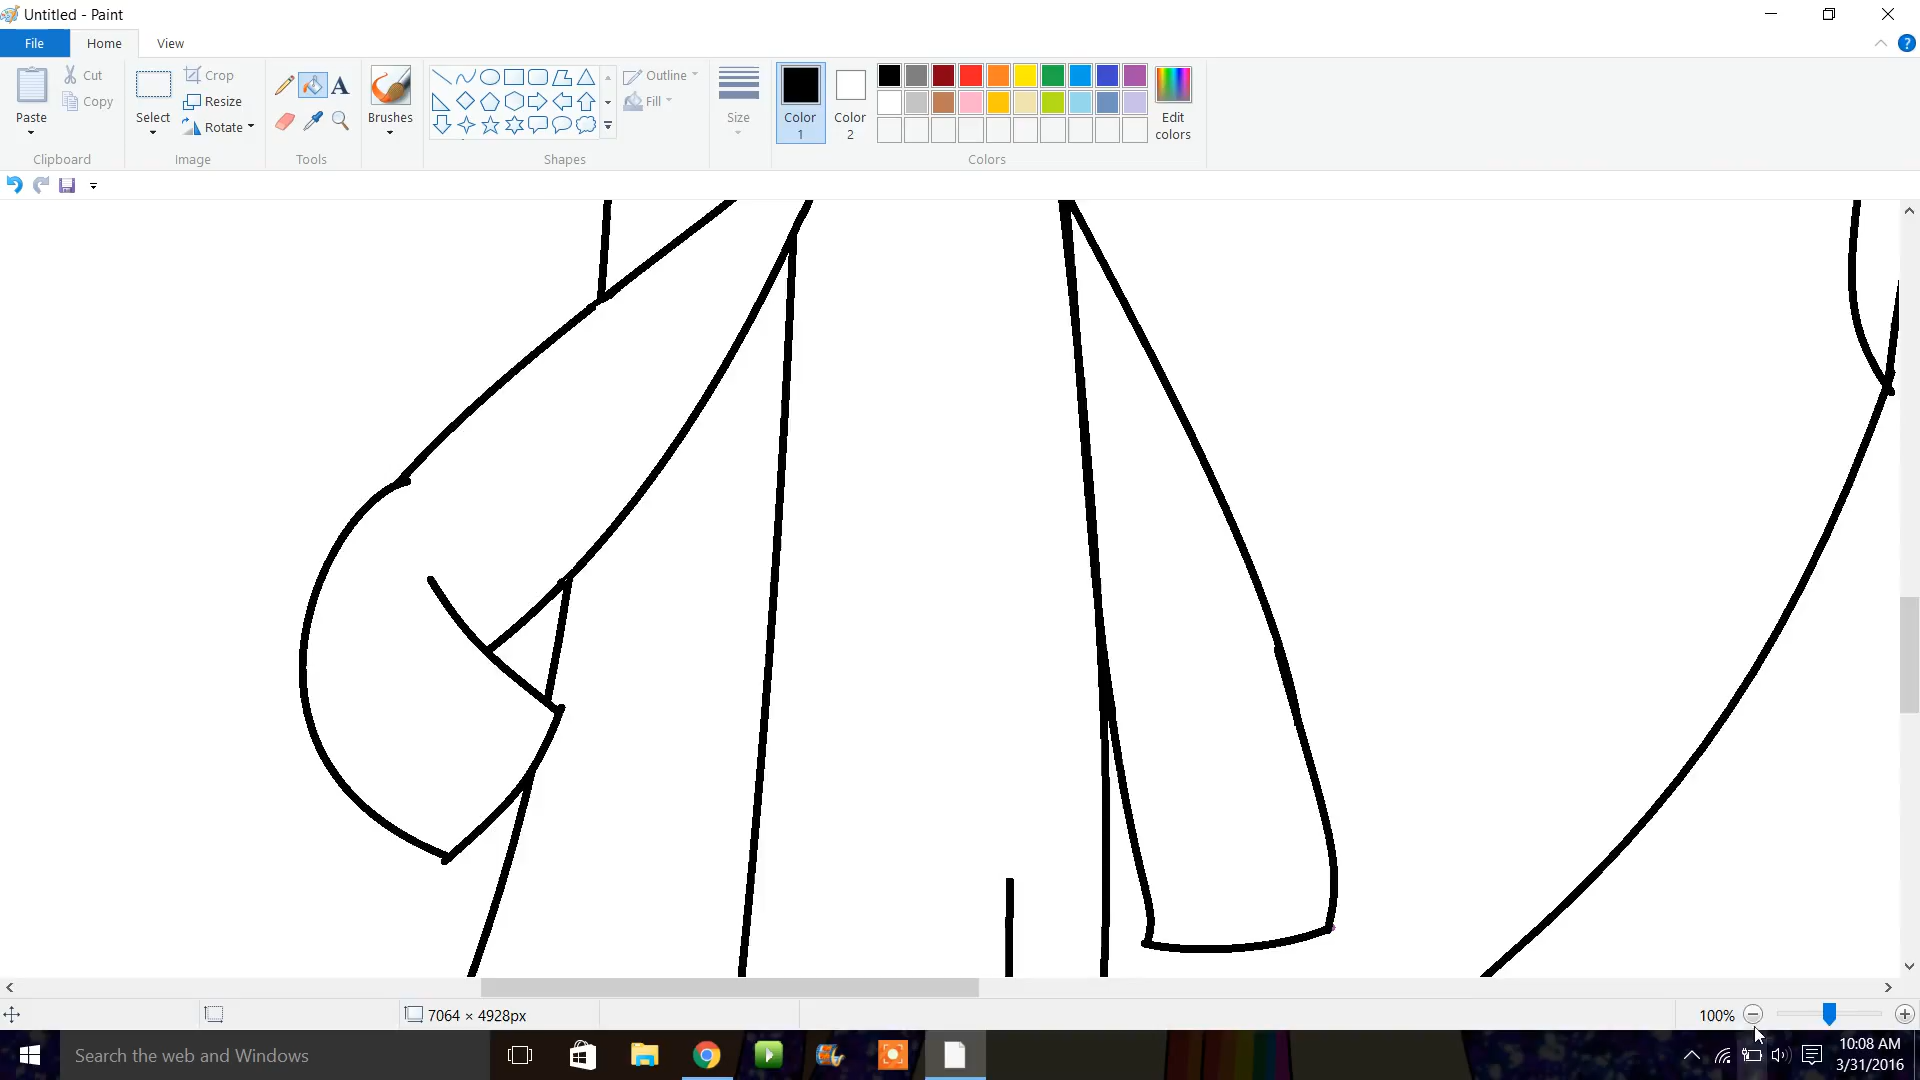 Untitled - Paint
File Home View
Paste
Cut
Copy
Clipboard
Select
Crop
Resize
Rotate
Image
A
Tools
Brushes
Shapes
Outline
Fill
Size
Color 1
Color 2
Edit colors
Colors
100%
7064 × 4928px
Search the web and Windows
10:08 AM
3/31/2016